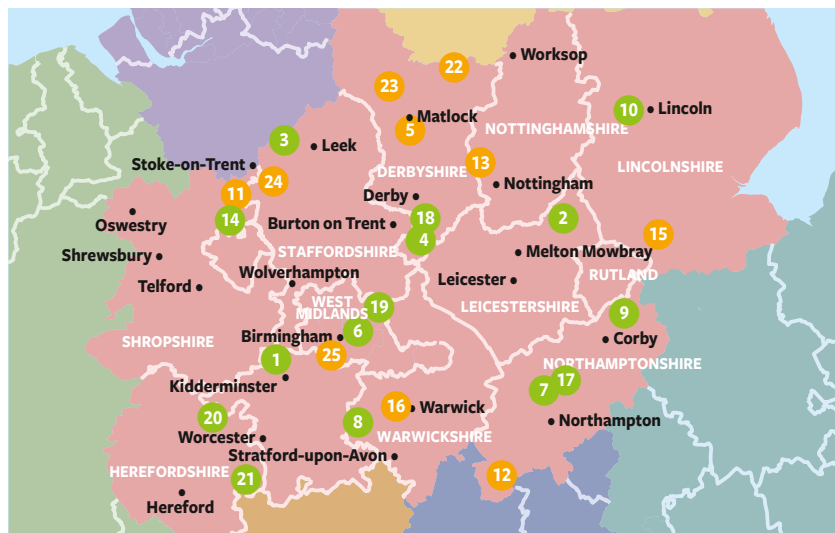 Worksop
22
23
10
Lincoln
Matlock
5
NOTTINGHAMSHIRE
3
Leek
Stoke-on-Trent
13
DERBYSHIRE
LINCOLNSHIRE
24
11
Nottingham
Derby
Oswestry
14
Burton on Trent
18
2
4
15
STAFFORDSHIRE
Melton Mowbray
Shrewsbury
Wolverhampton
RUTLAND
Telford
Leicester
WEST
MIDLANDS
19
LEICESTERSHIRE
9
SHROPSHIRE
Birmingham
6
Corby
25
1
NORTHAMPTONSHIRE
Kidderminster
7
17
20
16
Warwick
8
Northampton
Worcester
WARWICKSHIRE
Stratford-upon-Avon
HEREFORDSHIRE
21
12
Hereford